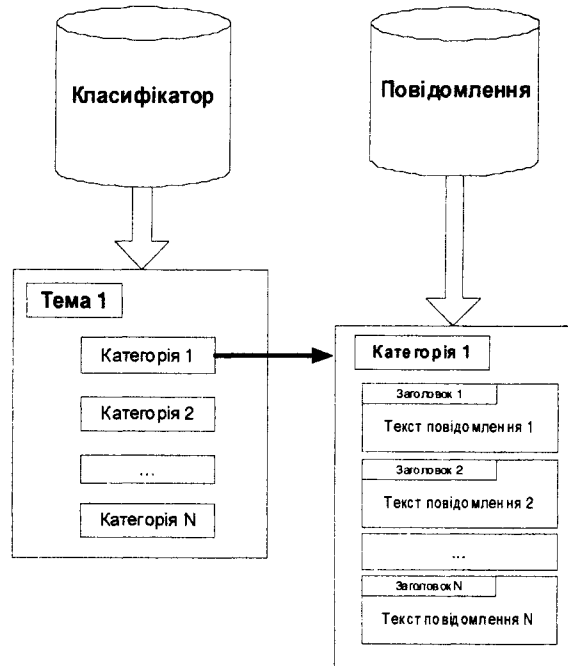 Класифікатор
Повідомлення
Тема 1
Категорія 1
Категорія 2
...
Категорія N
Категорія 1
Заголовок 1
Текст повідомлення 1
Заголовок 2
Текст повідомлення 2
...
Заголовок N
Текст повідомлення N